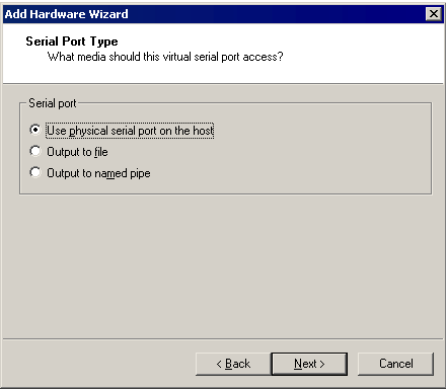 Add Hardware Wizard
Serial Port Type
What media should this virtual serial port access?
Serial port
Use physical serial port on the host
Output to file
Output to named pipe
< Back
Next >
Cancel